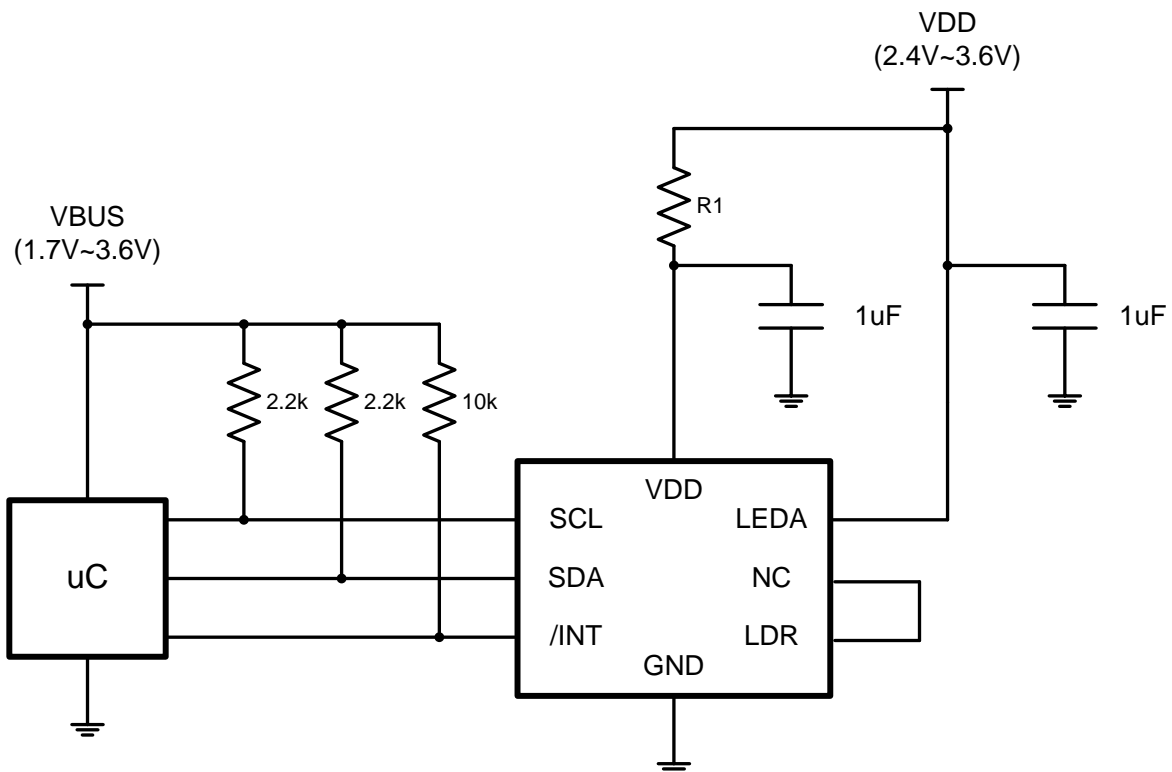 VDD
(2.4V~3.6V)
R1
VBUS
(1.7V~3.6V)
1uF
1uF
2.2k
2.2k
10k
VDD
SCL
LEDA
uC
SDA
NC
/INT
LDR
GND